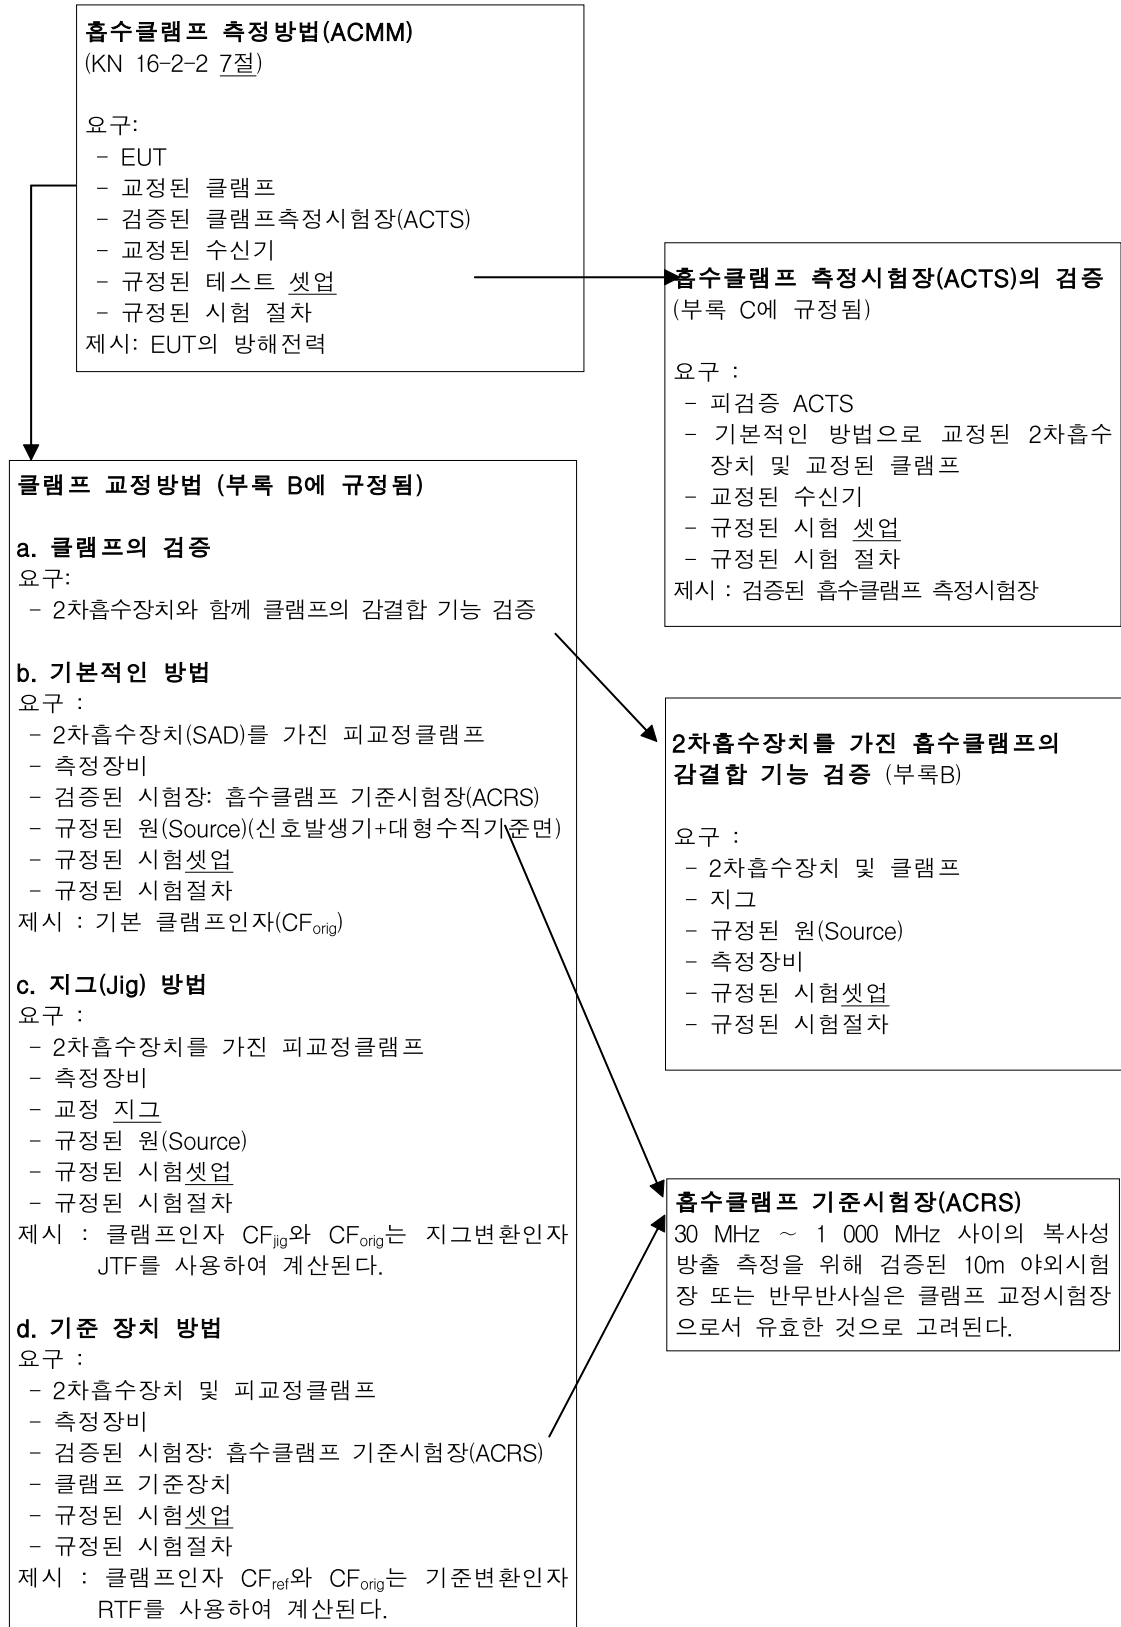 흡수클램프 측정방법(ACMM)
(KN 16-2-2 7절)
요구:
- EUT
- 교정된 클램프
- 검증된 클램프측정시험장(ACTS)
- 교정된 수신기
- 규정된 테스트 셋업
- 규정된 시험 절차
제시: EUT의 방해전력
흡수클램프 측정시험장(ACTS)의 검증
(부록 C에 규정됨)
요구 :
- 피검증 ACTS
- 기본적인 방법으로 교정된 2차흡수
장치 및 교정된 클램프
- 교정된 수신기
- 규정된 시험 셋업
- 규정된 시험 절차
제시 : 검증된 흡수클램프 측정시험장
클램프 교정방법 (부록 B에 규정됨)
a. 클램프의 검증
요구:
- 2차흡수장치와 함께 클램프의 감결합 기능 검증
b. 기본적인 방법
요구 :
- 2차흡수장치(SAD)를 가진 피교정클램프
- 측정장비
- 검증된 시험장: 흡수클램프 기준시험장(ACRS)
- 규정된 원(Source)(신호발생기+대형수직기준면)
- 규정된 시험셋업
- 규정된 시험절차
제시 : 기본 클램프인자(CForig)
c. 지그(Jig) 방법
요구 :
- 2차흡수장치를 가진 피교정클램프
- 측정장비
- 교정 지그
- 규정된 원(Source)
- 규정된 시험셋업
- 규정된 시험절차
제시 : 클램프인자 CFjig와 CForig는 지그변환인자
JTF를 사용하여 계산된다.
d. 기준 장치 방법
요구 :
- 2차흡수장치 및 피교정클램프
- 측정장비
- 검증된 시험장: 흡수클램프 기준시험장(ACRS)
- 클램프 기준장치
- 규정된 시험셋업
- 규정된 시험절차
제시 : 클램프인자 CFref와 CForig는 기준변환인자
RTF를 사용하여 계산된다.
2차흡수장치를 가진 흡수클램프의
감결합 기능 검증 (부록B)
요구 :
- 2차흡수장치 및 클램프
- 지그
- 규정된 원(Source)
- 측정장비
- 규정된 시험셋업
- 규정된 시험절차
흡수클램프 기준시험장(ACRS)
30 MHz ~ 1 000 MHz 사이의 복사성
방출 측정을 위해 검증된 10m 야외시험
장 또는 반무반사실은 클램프 교정시험장
으로서 유효한 것으로 고려된다.